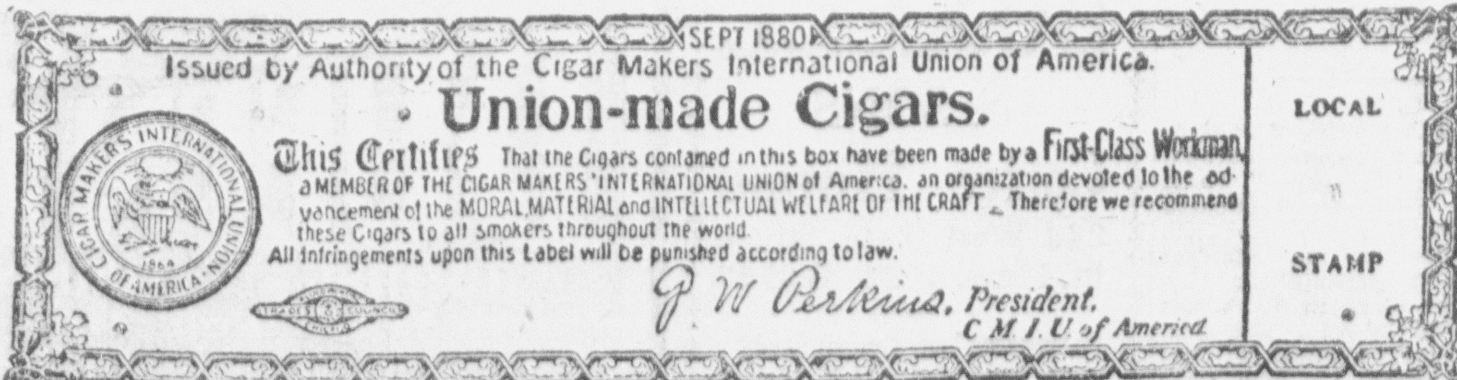 SEPT 1880
Issued by Authority of the Cigar Makers International Union of America.
Union-made Cigars.
This Certifies That the Cigars contained in this box have been made by a First-Class Workman,
a MEMBER OF THE CIGAR MAKERS' INTERNATIONAL UNION of America, an organization devoted to the ad-
vancement of the MORAL, MATERIAL and INTELLECTUAL WELFARE OF THE CRAFT. Therefore we recommend
these Cigars to all smokers throughout the world.
All Infringements upon this Label will be punished according to law.
G W Perkins, President,
C M. I. U. of America
CIGAR MAKERS INTERNATIONAL UNION OF AMERICA
1864
TRADES COUNCIL
LOCAL
STAMP